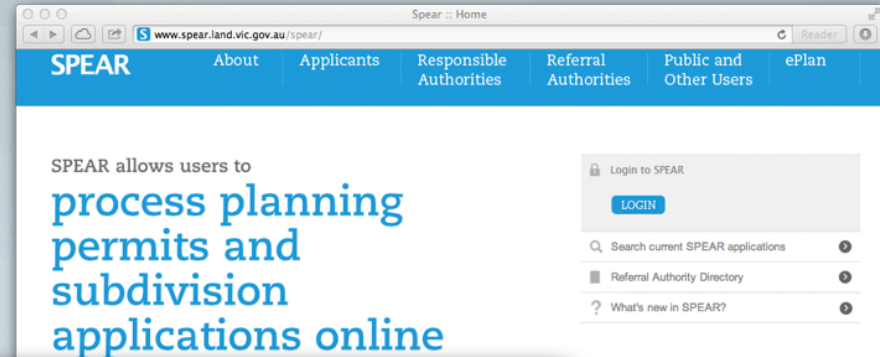 Spear :: Home
S www.spear.land.vic.gov.au/spear/
Reader
SPEAR
About
Applicants
Responsible
Authorities
Referral
Authorities
Public and
Other Users
ePlan
SPEAR allows users to
process planning
permits and
subdivision
applications online
Login to SPEAR
LOGIN
Search current SPEAR applications
Referral Authority Directory
? What's new in SPEAR?